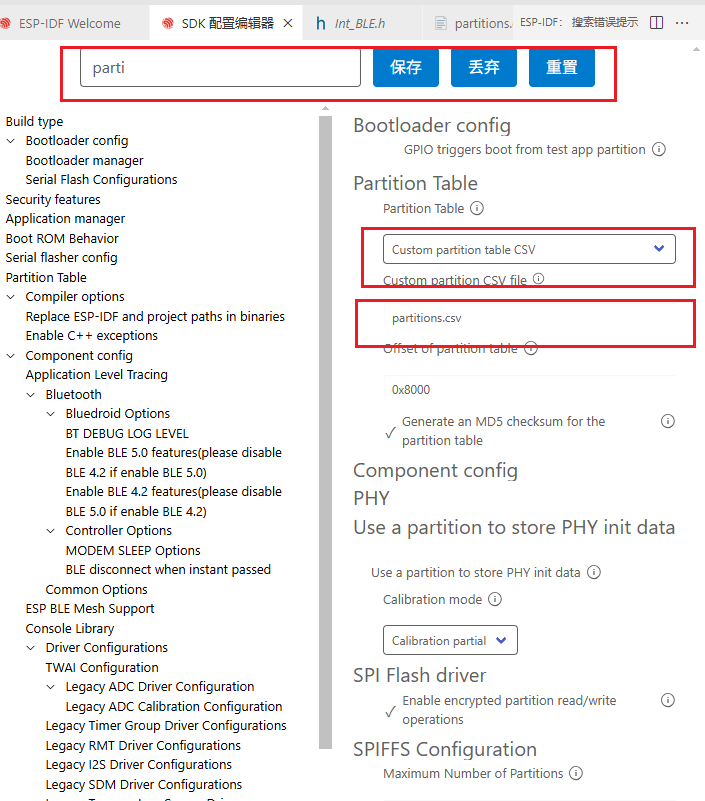 ESP-IDF Welcome
SDK 配置编辑器
Int_BLE.h
partitions.
ESP-IDF: 搜索错误提示
parti
保存
丢弃
重置
Build type
Bootloader config
Bootloader manager
Serial Flash Configurations
Security features
Application manager
Boot ROM Behavior
Serial flasher config
Partition Table
Compiler options
Replace ESP-IDF and project paths in binaries
Enable C++ exceptions
Component config
Application Level Tracing
Bluetooth
Bluedroid Options
BT DEBUG LOG LEVEL
Enable BLE 5.0 features(please disable
BLE 4.2 if enable BLE 5.0)
Enable BLE 4.2 features(please disable
BLE 5.0 if enable BLE 4.2)
Controller Options
MODEM SLEEP Options
BLE disconnect when instant passed
Common Options
ESP BLE Mesh Support
Console Library
Driver Configurations
TWAI Configuration
Legacy ADC Driver Configuration
Legacy ADC Calibration Configuration
Legacy Timer Group Driver Configurations
Legacy RMT Driver Configurations
Legacy I2S Driver Configurations
Legacy SDM Driver Configurations
Bootloader config
GPIO triggers boot from test app partition
Partition Table
Partition Table
Custom partition table CSV
Custom partition CSV file
partitions.csv
Offset of partition table
0x8000
Generate an MD5 checksum for the
partition table
Component config
PHY
Use a partition to store PHY init data
Use a partition to store PHY init data
Calibration mode
Calibration partial
SPI Flash driver
Enable encrypted partition read/write
operations
SPIFFS Configuration
Maximum Number of Partitions